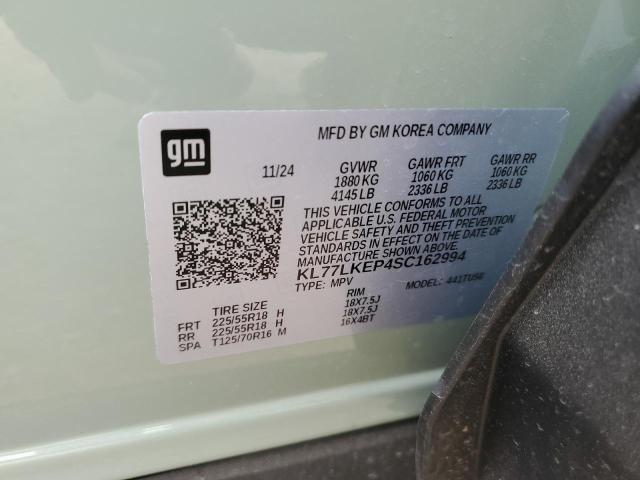 gm
MFD BY GM KOREA COMPANY
11/24 GVWR GAWR FRT GAWR RR
1880 KG 1060 KG 1060 KG
4145 LB 2336 LB 2336 LB
THIS VEHICLE CONFORMS TO ALL
APPLICABLE U.S. FEDERAL MOTOR
VEHICLE SAFETY AND THEFT PREVENTION
STANDARDS IN EFFECT ON THE DATE OF
MANUFACTURE SHOWN ABOVE.
KL77LKEP4SC162994
TYPE: MPV MODEL: 441TU58
TIRE SIZE RIM
FRT 225/55R18 H 18X7.5J
RR 225/55R18 H 18X7.5J
SPA T125/70R16 M 16X4BT